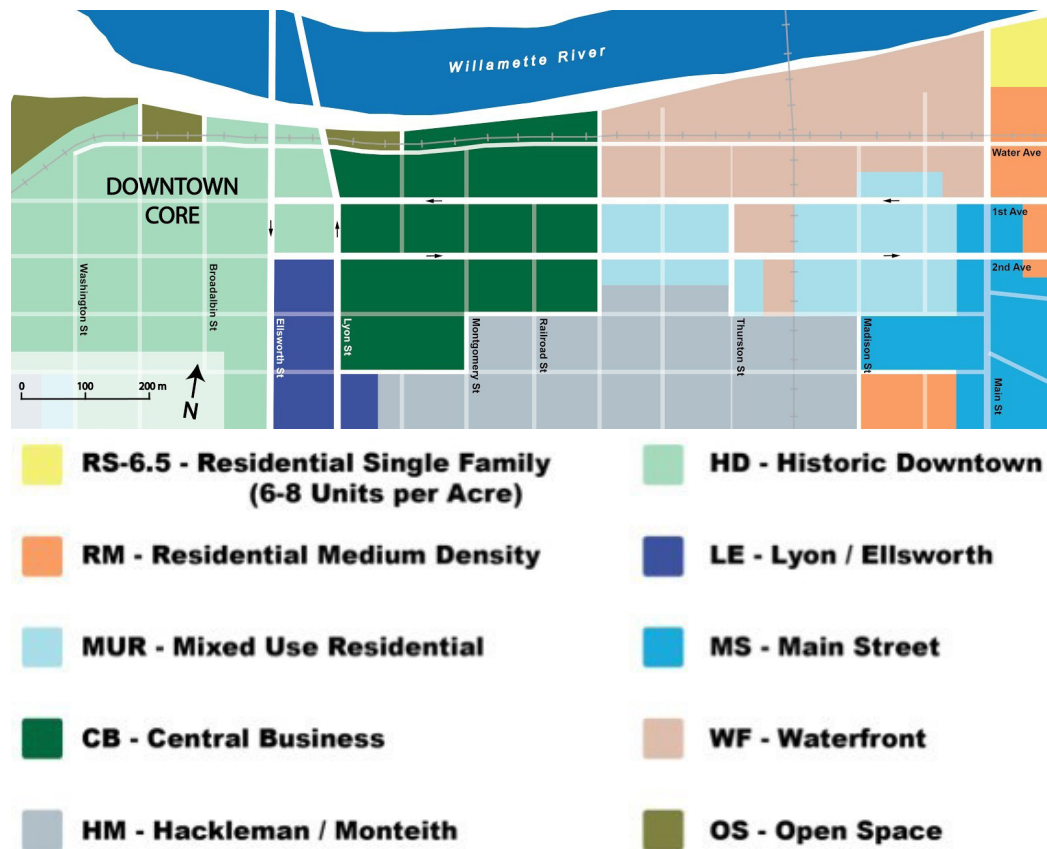 Willamette River
DOWNTOWN
CORE
Water Ave
1st Ave
2nd Ave
Washington St
Broadalbin St
Ellsworth St
Lyon St
Montgomery St
Railroad St
Thurston St
Madison St
Main St
0 100 200 m
N
RS-6.5 - Residential Single Family
(6-8 Units per Acre)
RM - Residential Medium Density
MUR - Mixed Use Residential
CB - Central Business
HM - Hackleman / Monteith
HD - Historic Downtown
LE - Lyon / Ellsworth
MS - Main Street
WF - Waterfront
OS - Open Space